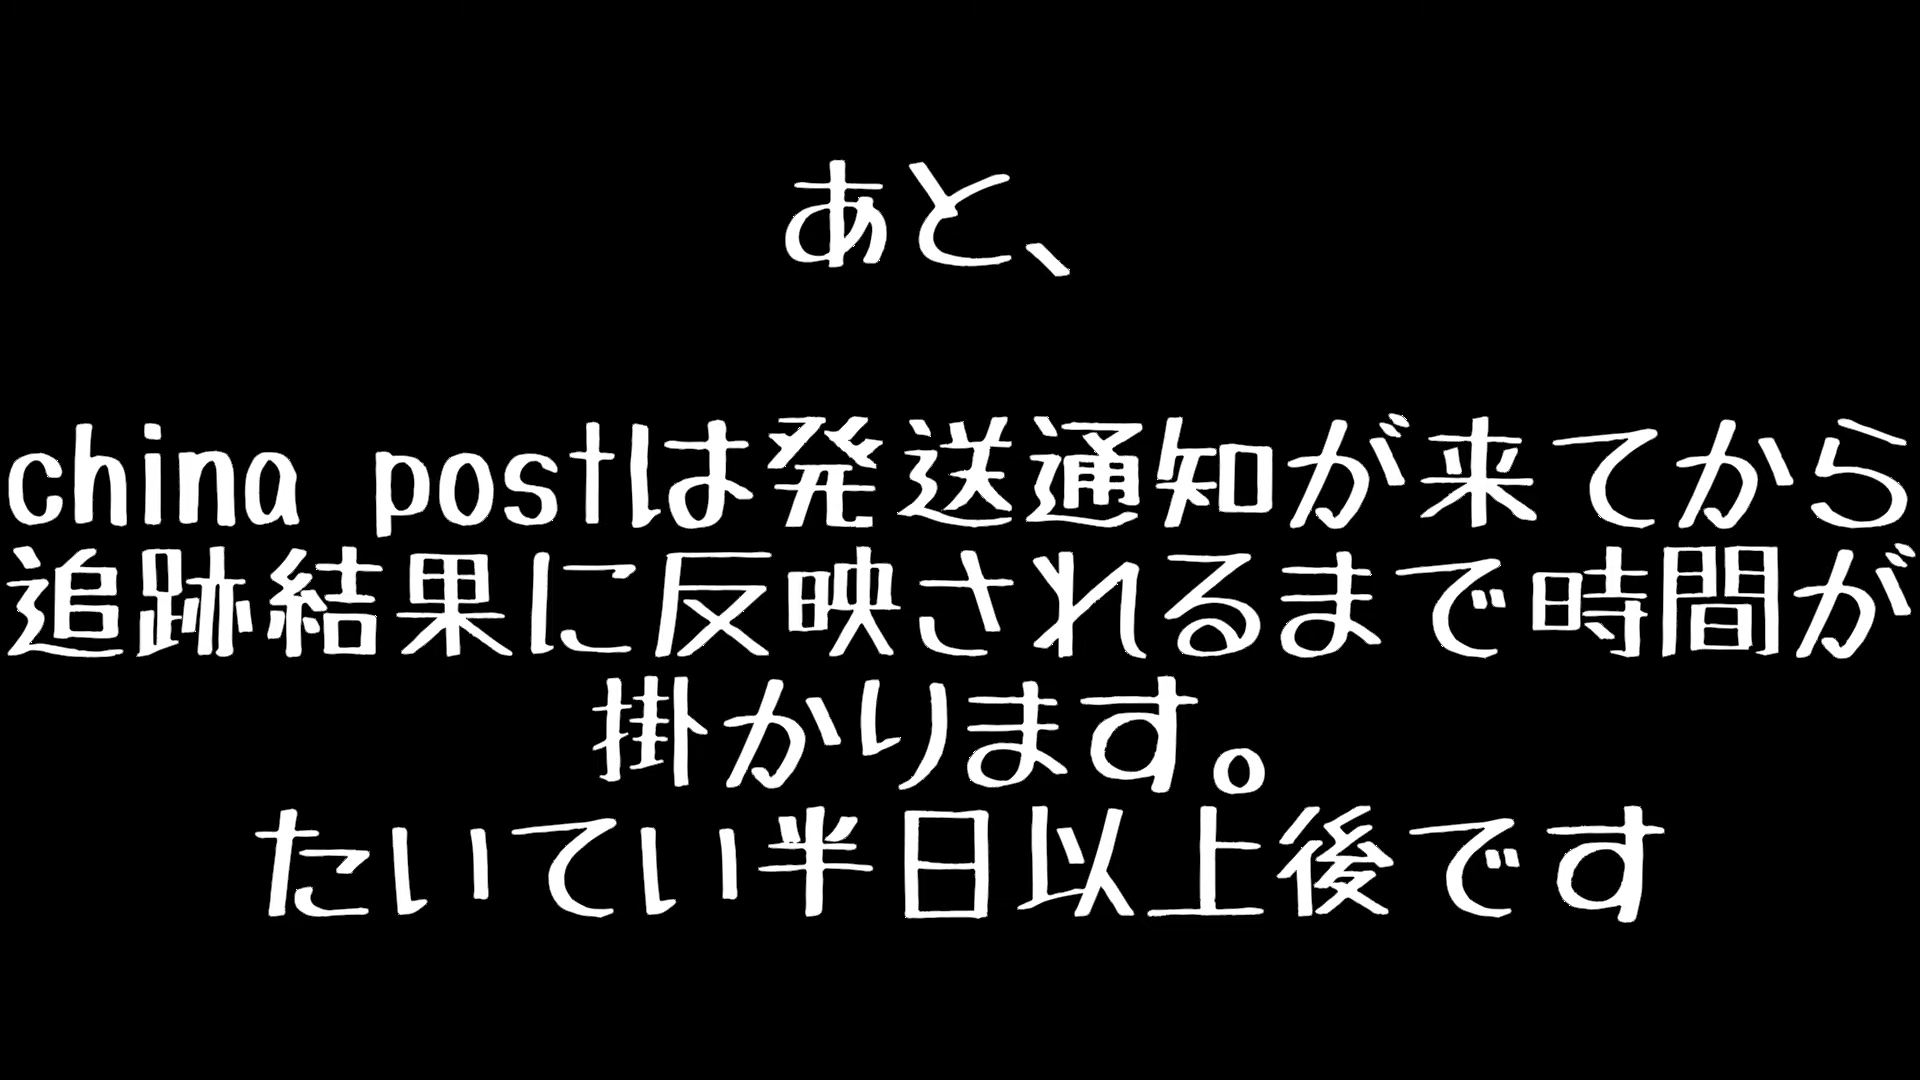 あと、
china postは発送通知が来てから
追跡結果に反映されるまで時間が
掛かります。
たいてい半日以上後です